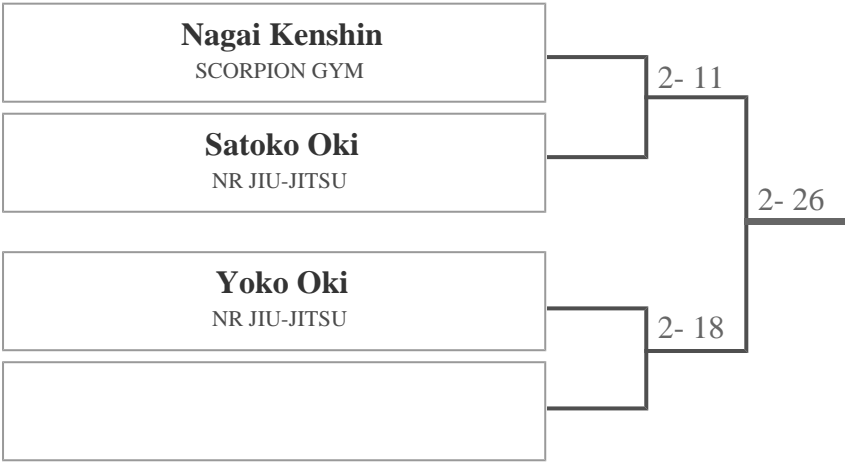 Nagai Kenshin
SCORPION GYM
2- 11
Satoko Oki
NR JIU-JITSU
2- 26
Yoko Oki
NR JIU-JITSU
2- 18